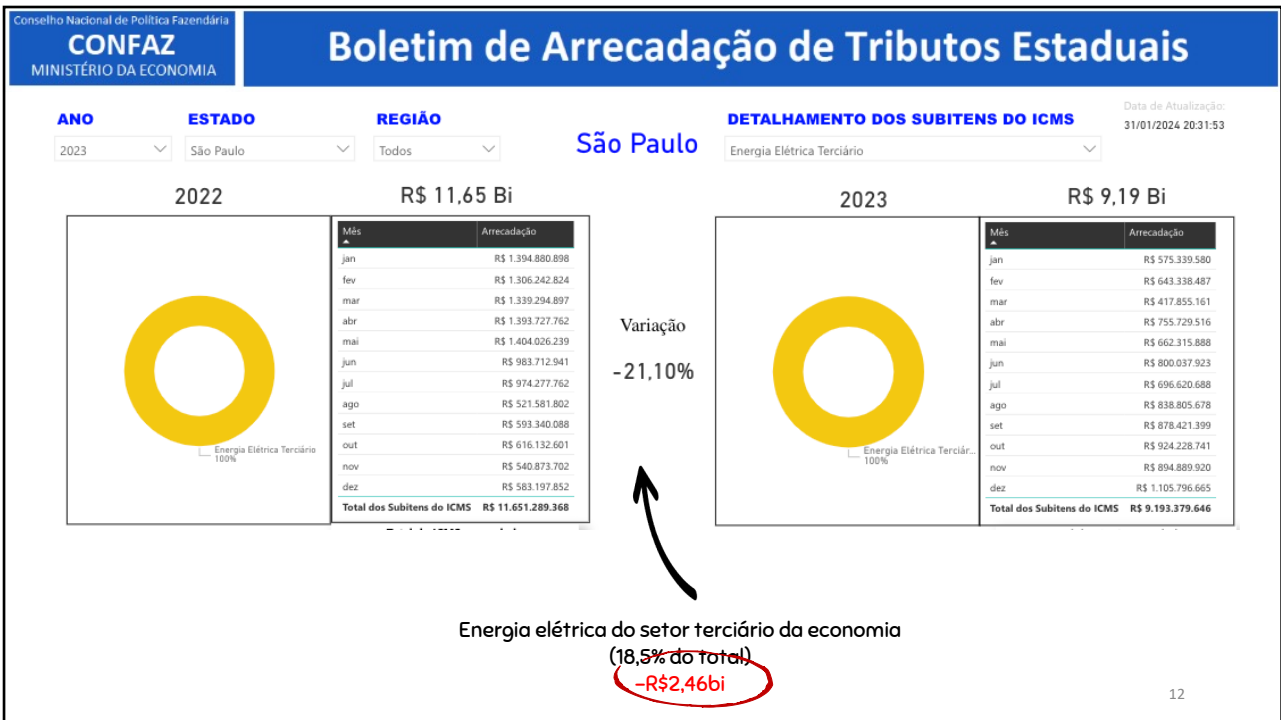 Conselho Nacional de Política Fazendária
CONFAZ
MINISTÉRIO DA ECONOMIA
Boletim de Arrecadação de Tributos Estaduais
ANO
2023
ESTADO
São Paulo
REGIÃO
Todos
São Paulo
DETALHAMENTO DOS SUBITENS DO ICMS
Energia Elétrica Terciário
Data de Atualização:
31/01/2024 20:31:53
2022
R$ 11,65 Bi
Energia Elétrica Terciário
100%
Mês Arrecadação
jan R$ 1.394.880.898
fev R$ 1.306.242.824
mar R$ 1.339.294.897
abr R$ 1.393.727.762
mai R$ 1.404.026.239
jun R$ 983.712.941
jul R$ 974.277.762
ago R$ 521.581.802
set R$ 593.340.088
out R$ 616.132.601
nov R$ 540.873.702
dez R$ 583.197.852
Total dos Subitens do ICMS R$ 11.651.289.368
Variação
-21,10%
2023
R$ 9,19 Bi
Energia Elétrica Terciár...
100%
Mês Arrecadação
jan R$ 575.339.580
fev R$ 643.338.487
mar R$ 417.855.161
abr R$ 755.729.516
mai R$ 662.315.888
jun R$ 800.037.923
jul R$ 696.620.688
ago R$ 838.805.678
set R$ 878.421.399
out R$ 924.228.741
nov R$ 894.889.920
dez R$ 1.105.796.665
Total dos Subitens do ICMS R$ 9.193.379.646
Energia elétrica do setor terciário da economia
(18,5% do total)
-R$2,46bi
12